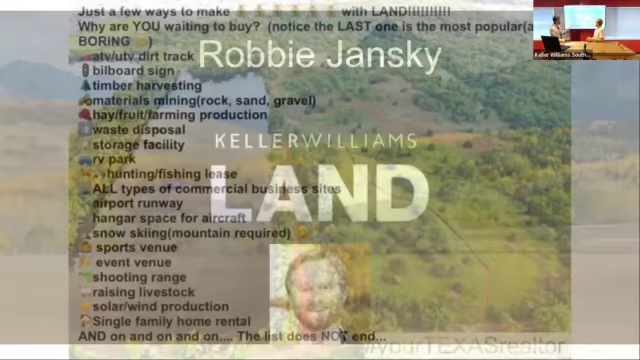 Just a few ways to make with LAND!!!!!!!!!!
Why are YOU waiting to buy? (notice the LAST one is the most popular(a
BORING )
Robbie Jansky
atv/utv dirt track
bilboard sign
timber harvesting
materials mining(rock, sand, gravel)
hay/fruit/farming production
waste disposal
KELLERWILLIAMS
storage facility
rv park
hunting/fishing lease
LAND
ALL types of commercial business sites
airport runway
hangar space for aircraft
snow skiing(mountain required)
sports venue
event venue
shooting range
raising livestock
solar/wind production
Single family home rental
AND on and on and on.... The list does NOT end...
#yourTEXASrealtor
Keller Williams South...